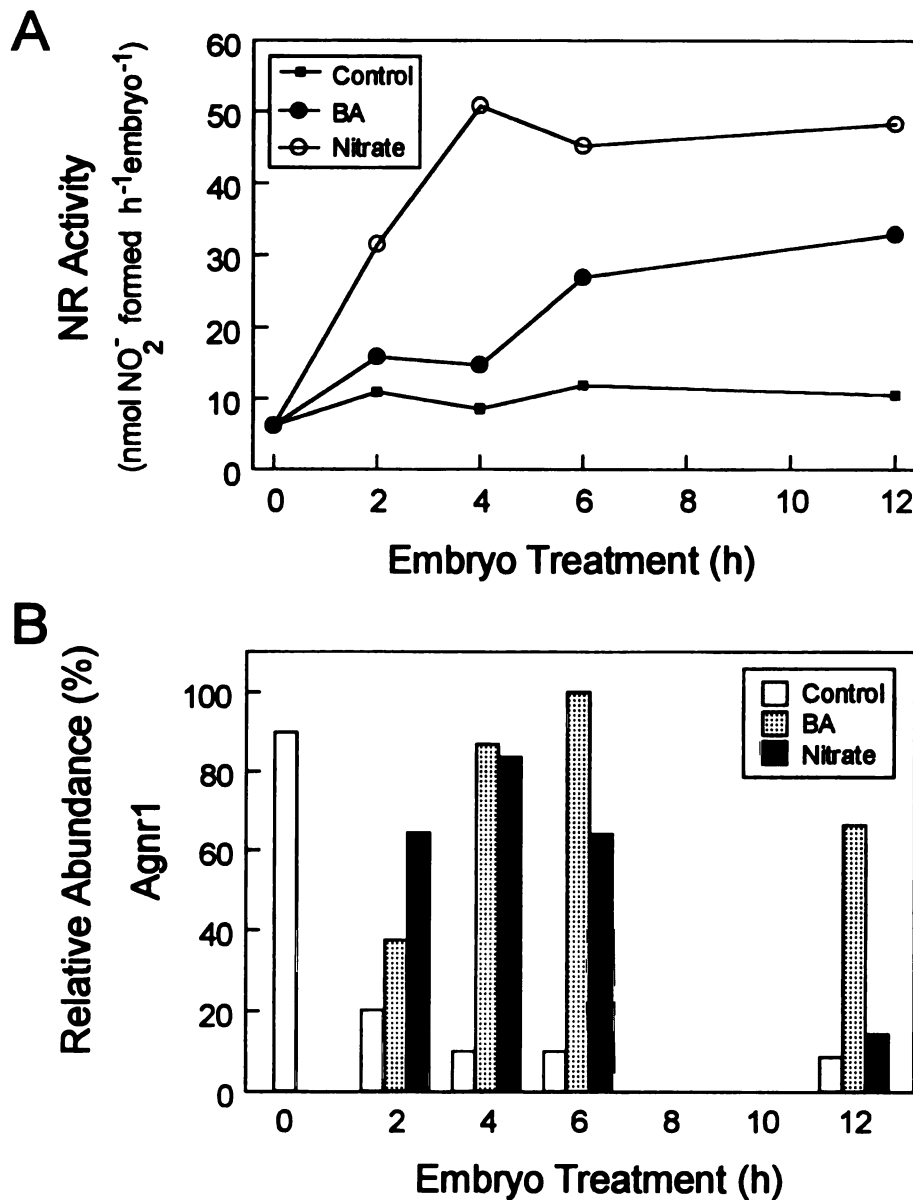 A
60
50
40
30
20
10
0
NR Activity
(nmol NO₂⁻ formed h⁻¹embryo⁻¹)
Control
BA
Nitrate
0 2 4 6 8 10 12
Embryo Treatment (h)
B
Relative Abundance (%)
Agnr1
100
80
60
40
20
0
Control
BA
Nitrate
0 2 4 6 8 10 12
Embryo Treatment (h)